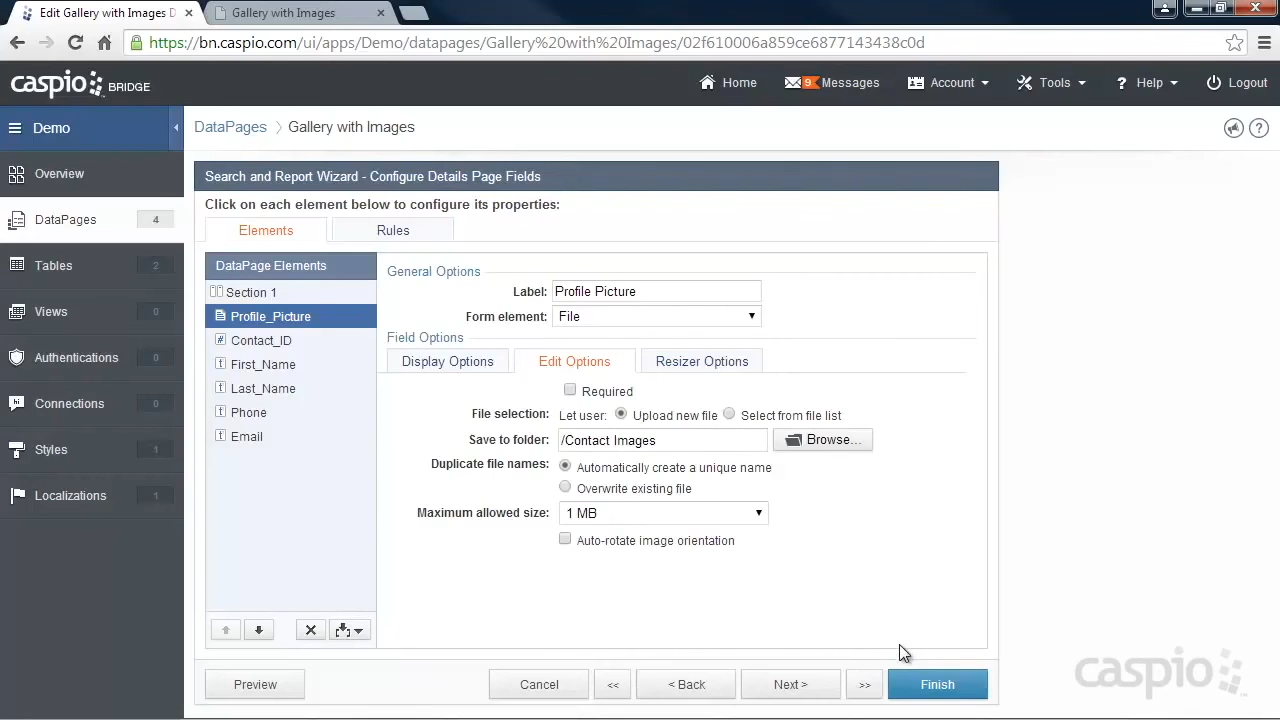 Edit Gallery with Images D
Gallery with Images
https://bn.caspio.com/ui/apps/Demo/datapages/Gallery%20with%20Images/02f610006a859ce6877143438c0d
caspio BRIDGE
Home
9 Messages
Account
Tools
? Help
Logout
Demo
DataPages > Gallery with Images
?
Overview
DataPages 4
Tables 2
Views 0
Authentications 0
Connections 0
Styles 1
Localizations 1
Search and Report Wizard - Configure Details Page Fields
Click on each element below to configure its properties:
Elements
Rules
DataPage Elements
Section 1
Profile_Picture
# Contact_ID
t First_Name
t Last_Name
t Phone
t Email
General Options
Label: Profile Picture
Form element: File
Field Options
Display Options
Edit Options
Resizer Options
Required
File selection: Let user: Upload new file Select from file list
Save to folder: /Contact Images Browse...
Duplicate file names: Automatically create a unique name
Overwrite existing file
Maximum allowed size: 1 MB
Auto-rotate image orientation
Preview
Cancel
<<
< Back
Next >
>>
Finish
caspio